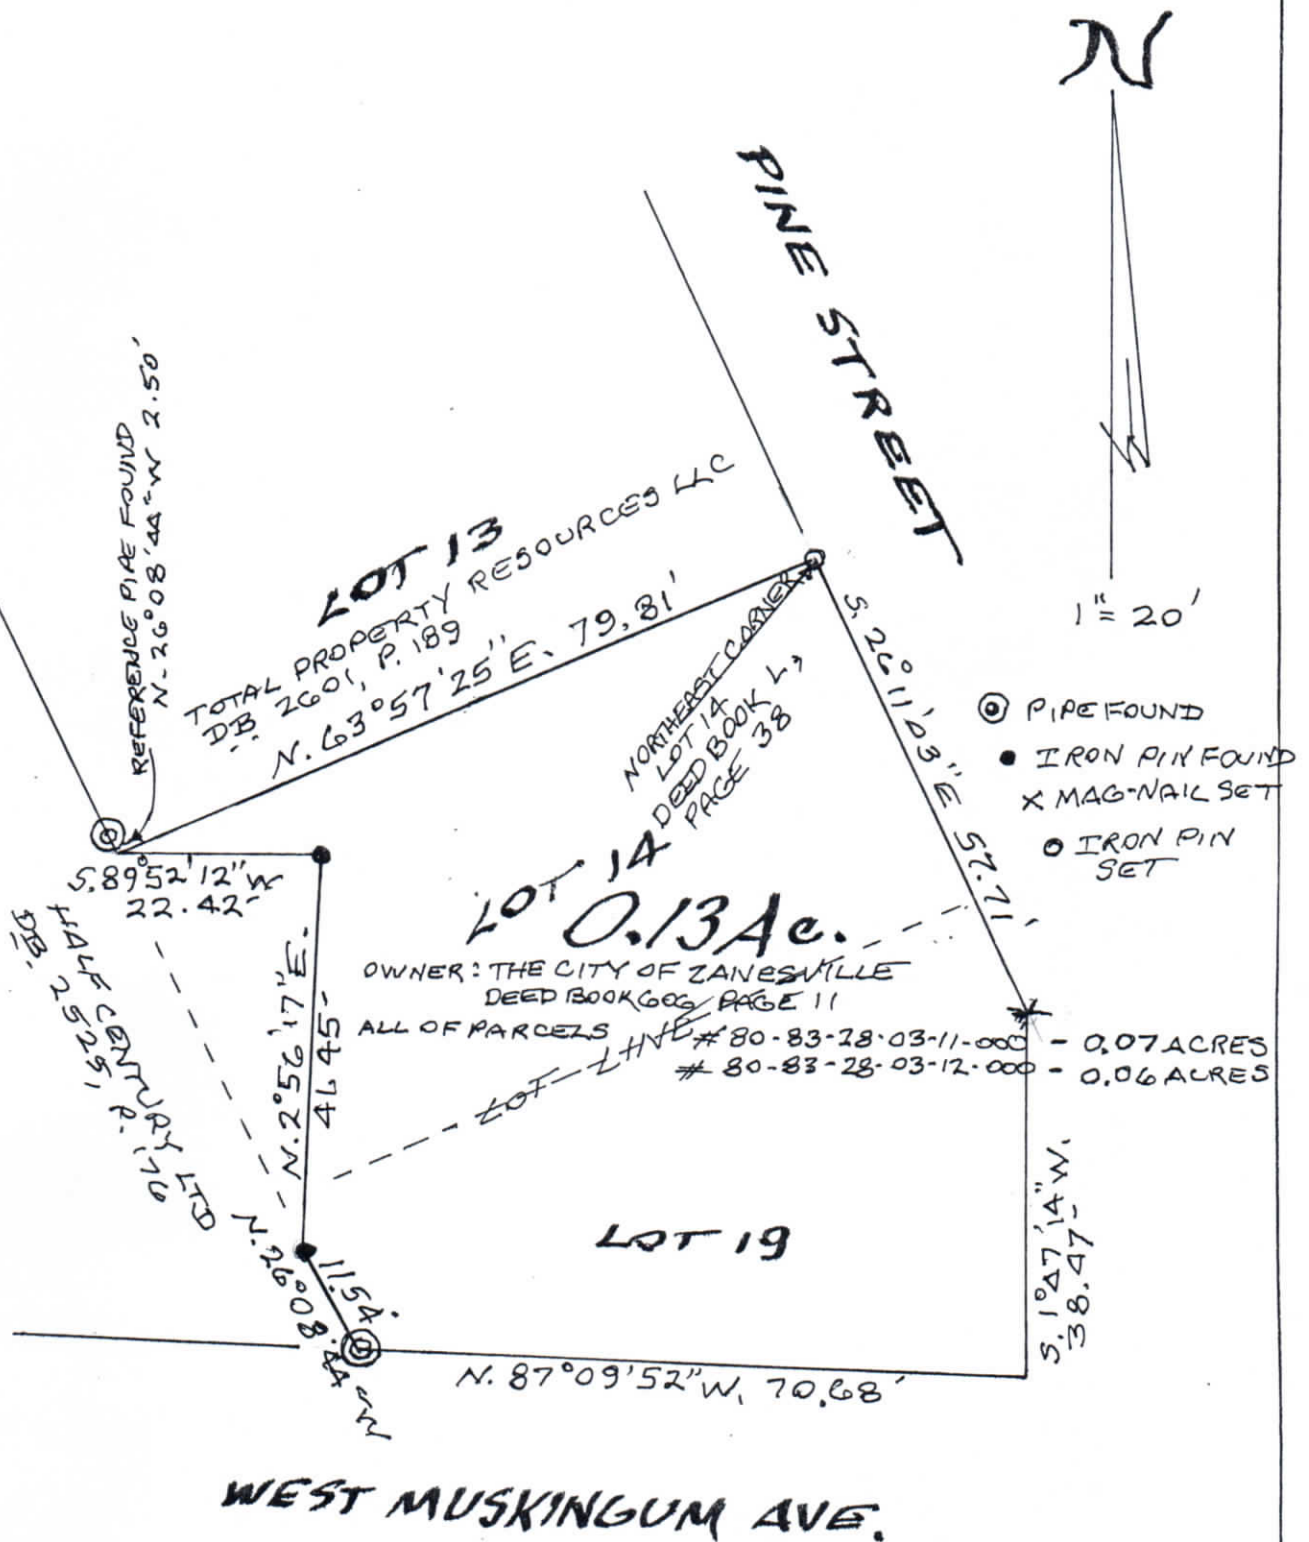 N
PINE STREET
1" = 20'
REFERENCE PIPE FOUND
N. 26°08'44" W 2.50'
LOT 13
TOTAL PROPERTY RESOURCES LLC
DB. 2601, P. 189
N. 63°57'25" E. 79.81'
NORTHEAST CORNER
LOT 14
DEED BOOK L,
PAGE 38
S. 26°11'03" E 57.71'
PIPE FOUND
IRON PIN FOUND
X MAG-NAIL SET
IRON PIN
SET
S. 89°52'12" W
22.42'
LOT 14
0.13 Ac.
OWNER: THE CITY OF ZANESVILLE
DEED BOOK 606, PAGE 11
ALL OF PARCELS #80-83-28-03-11-000 - 0.07 ACRES
#80-83-28-03-12-000 - 0.06 ACRES
LOT LINE
HALF CENTURY LTD
DB. 2525, P. 176
N. 2°56'17" E.
41.45'
LOT 19
S. 1°47'14" W.
38.47'
N. 26°08'44" W
11.54'
N. 87°09'52" W. 70.68'
WEST MUSKINGUM AVE.